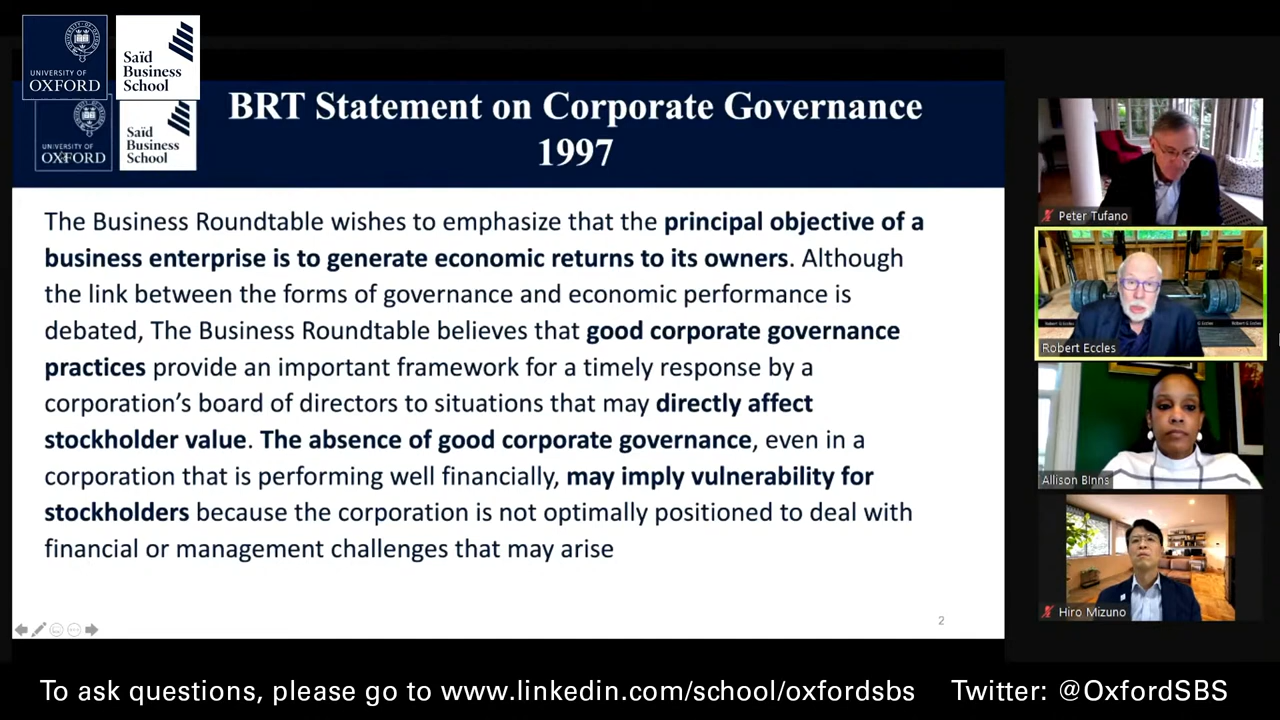 UNIVERSITY OF
OXFORD
Saïd
Business
School
UNIVERSITY OF
OXFORD
Saïd
Business
School
BRT Statement on Corporate Governance
1997
The Business Roundtable wishes to emphasize that the principal objective of a
business enterprise is to generate economic returns to its owners. Although
the link between the forms of governance and economic performance is
debated, The Business Roundtable believes that good corporate governance
practices provide an important framework for a timely response by a
corporation's board of directors to situations that may directly affect
stockholder value. The absence of good corporate governance, even in a
corporation that is performing well financially, may imply vulnerability for
stockholders because the corporation is not optimally positioned to deal with
financial or management challenges that may arise
2
Peter Tufano
Robert Eccles
Allison BInns
Hiro Mizuno
To ask questions, please go to www.linkedin.com/school/oxfordsbs Twitter: @OxfordSBS